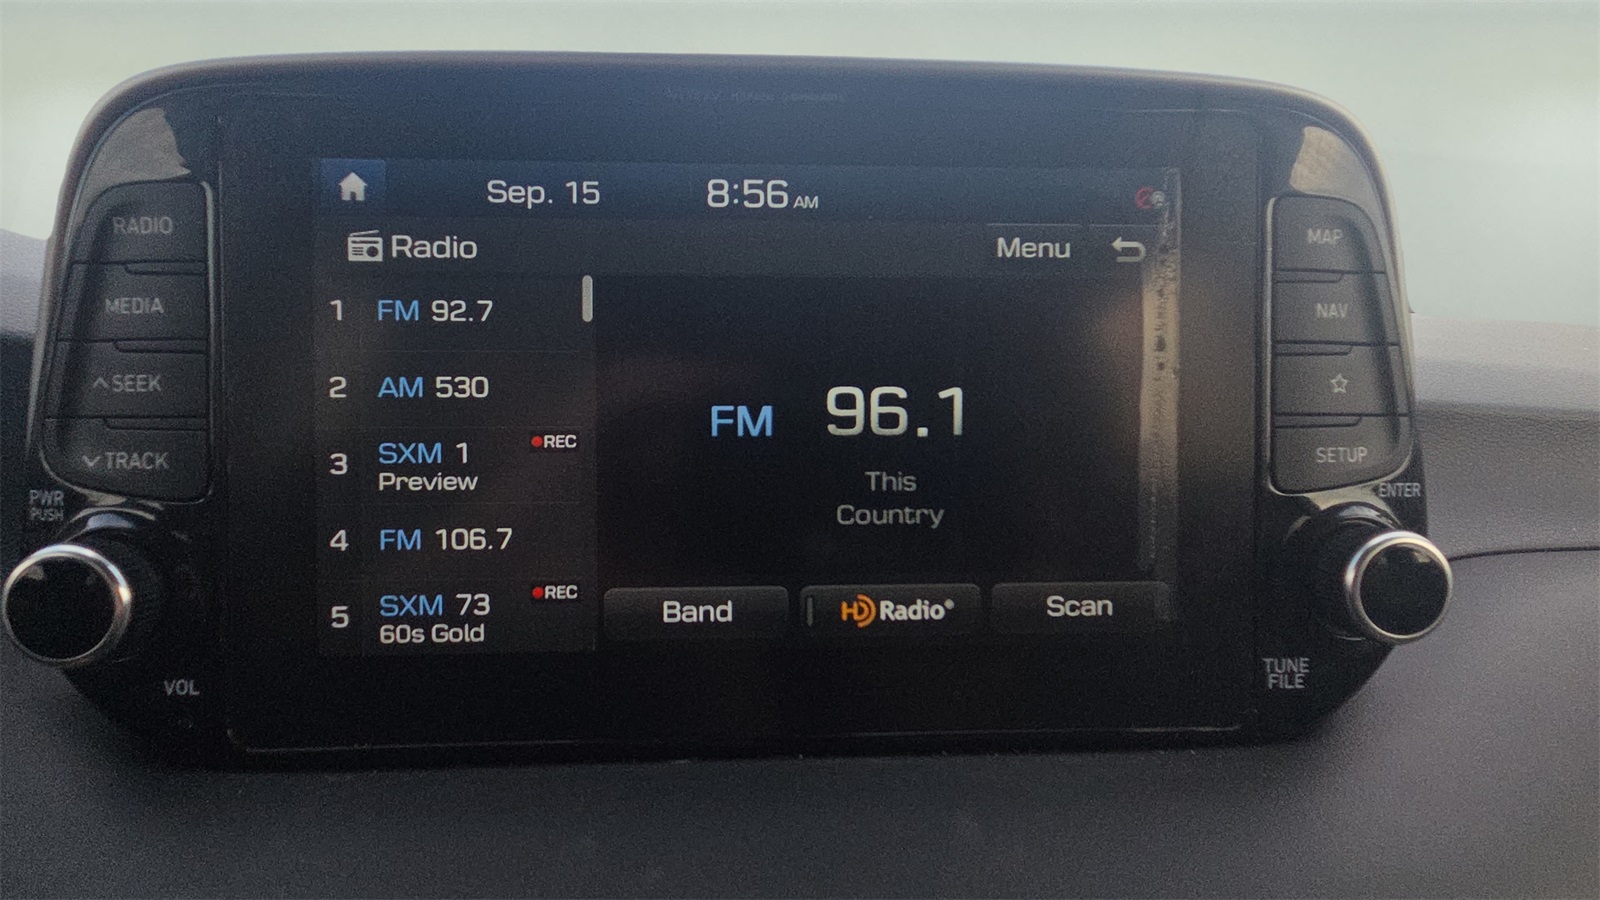 Sep. 15 8:56 AM
Radio Menu
1 FM 92.7
2 AM 530
3 SXM 1 REC
Preview
4 FM 106.7
5 SXM 73 REC
60s Gold
FM 96.1
This
Country
Band HD Radio® Scan
RADIO
MEDIA
SEEK
TRACK
PWR
PUSH
VOL
MAP
NAV
SETUP
ENTER
TUNE
FILE